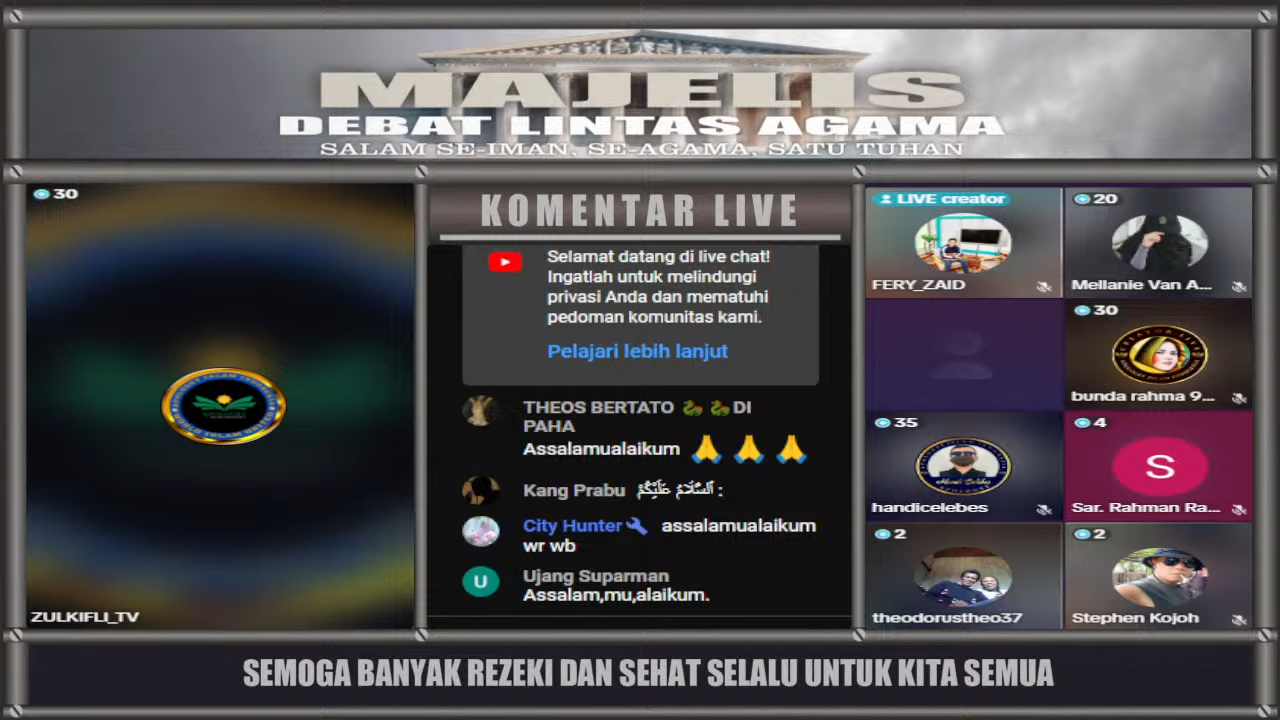 MAJELIS
DEBAT LINTAS AGAMA
SALAM SE-IMAN, SE-AGAMA, SATU TUHAN
30
ZULKIFLI_TV
KOMENTAR LIVE
Selamat datang di live chat!
Ingatlah untuk melindungi
privasi Anda dan mematuhi
pedoman komunitas kami.
Pelajari lebih lanjut
THEOS BERTATO 🐉 🐉DI
PAHA
Assalamualaikum 🙏 🙏 🙏
Kang Prabu ٱلسَّلَامُ عَلَيْكُمْ :
City Hunter assalamualaikum
wr wb
U
Ujang Suparman
Assalam,mu,alaikum.
LIVE creator
FERY_ZAID
20
Mellanie Van A...
30
bunda rahma 9...
35
handicelebes
4
S
Sar. Rahman Ra...
2
theodorustheo37
2
Stephen Kojoh
SEMOGA BANYAK REZEKI DAN SEHAT SELALU UNTUK KITA SEMUA